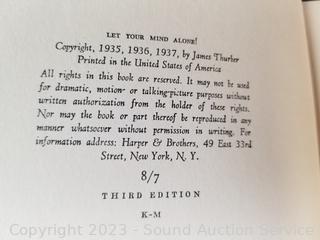 LET YOUR MIND ALONE!
Copyright, 1935, 1936, 1937, by James Thurber
Printed in the United States of America
All rights in this book are reserved. It may not be used
for dramatic, motion- or talking-picture purposes without
written authorization from the holder of these rights.
Nor may the book or part thereof be reproduced in any
manner whatsoever without permission in writing. For
information address: Harper & Brothers, 49 East 33rd
Street, New York, N. Y.
8/7
THIRD EDITION
K-M
Copyright 2023 - Sound Auction Service